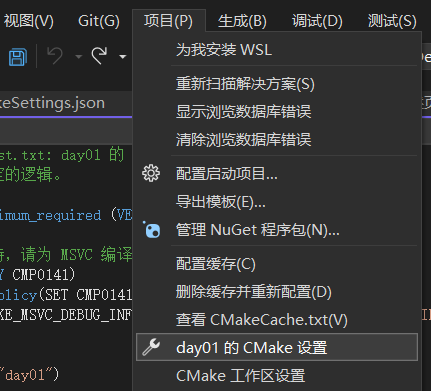 视图(V) Git(G) 项目(P) 生成(B) 调试(D) 测试(S)
为我安装 WSL
重新扫描解决方案(S)
显示浏览数据库错误
清除浏览数据库错误
配置启动项目...
导出模板(E)...
管理 NuGet 程序包(N)...
配置缓存(C)
删除缓存并重新配置(D)
查看 CMakeCache.txt(V)
day01 的 CMake 设置
CMake 工作区设置
keSettings.json
st.txt: day01 的
定的逻辑。
nimum_required (VE
持，请为 MSVC 编译
Y CMP0141)
olicy(SET CMP0141
KE_MSVC_DEBUG_INF
"day01")